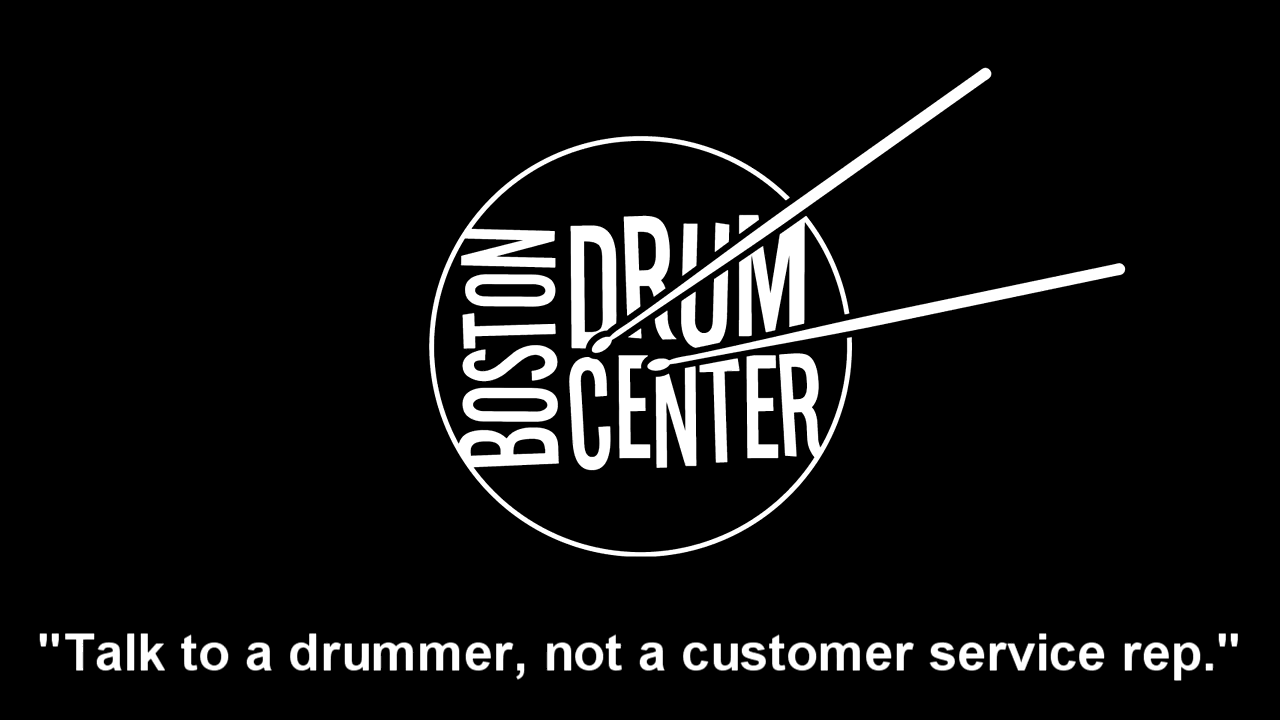 BOSTON
DRUM
CENTER
"Talk to a drummer, not a customer service rep."